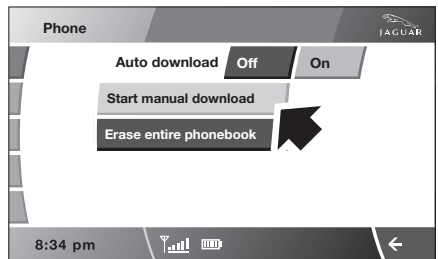 Phone
JAGUAR
Auto download Off On
Start manual download
Erase entire phonebook
8:34 pm